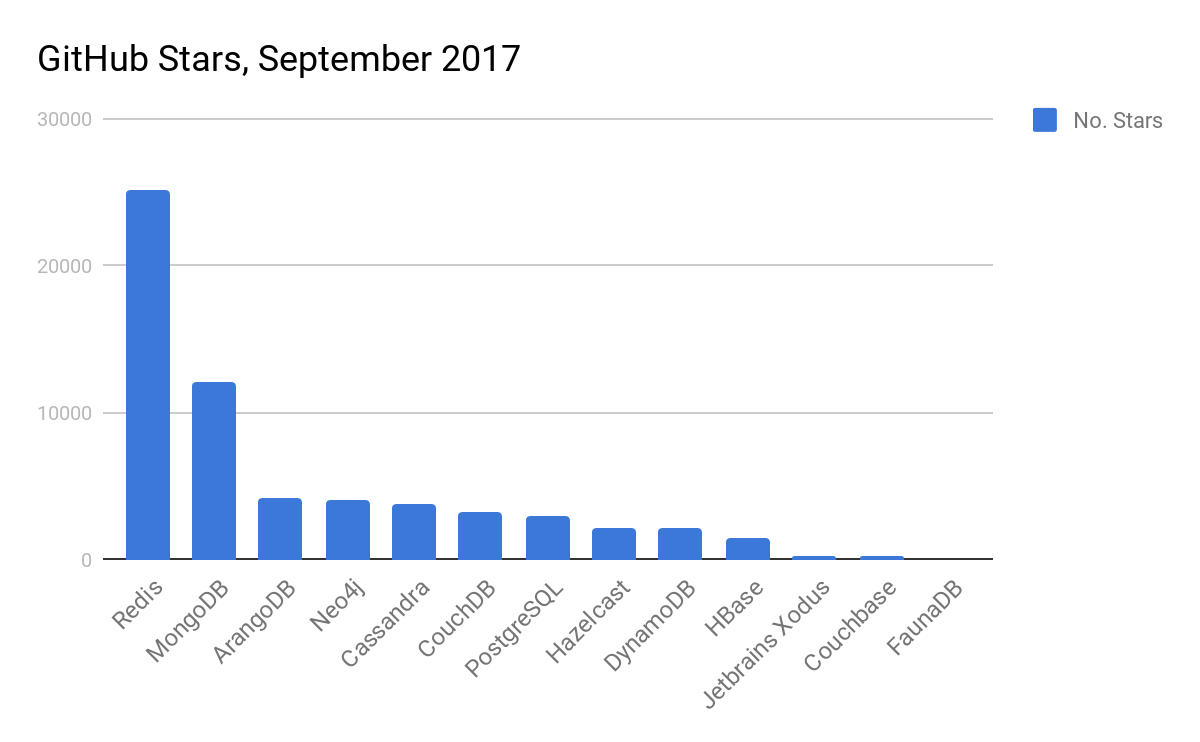 GitHub Stars, September 2017
30000
No. Stars
20000
10000
0
Redis
MongoDB
ArangoDB
Neo4j
Cassandra
CouchDB
PostgreSQL
Hazelcast
DynamoDB
HBase
Jetbrains Xodus
Couchbase
FaunaDB